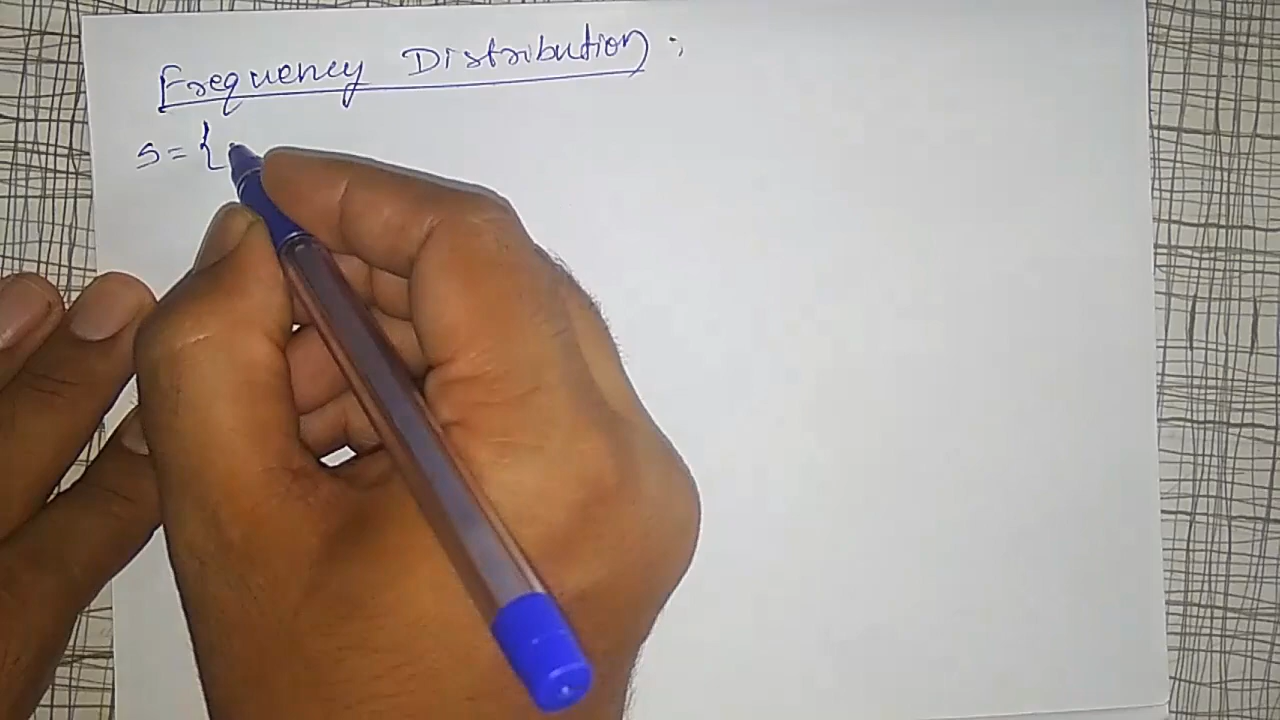 Frequency Distribution :
S = {